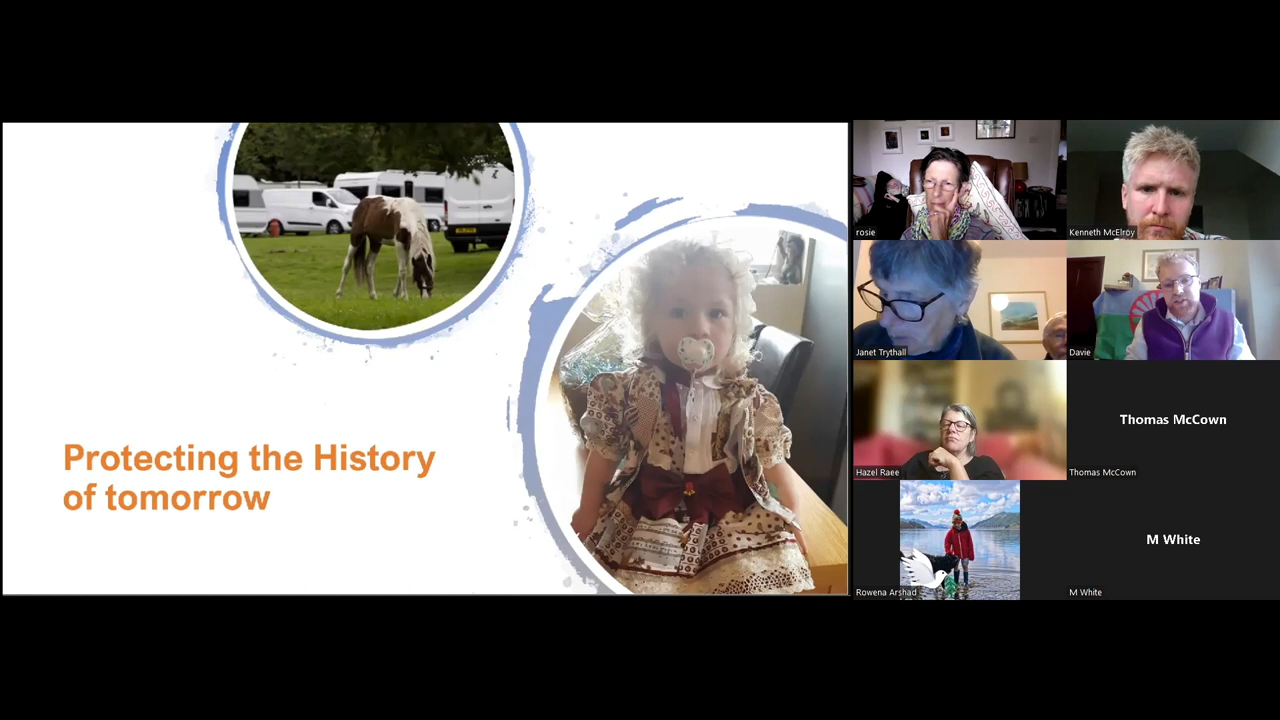 Protecting the History
of tomorrow
rosie
Kenneth McElroy
Janet Trythall
Davie
Hazel Raee
Thomas McCown
Thomas McCown
Rowena Arshad
M White
M White